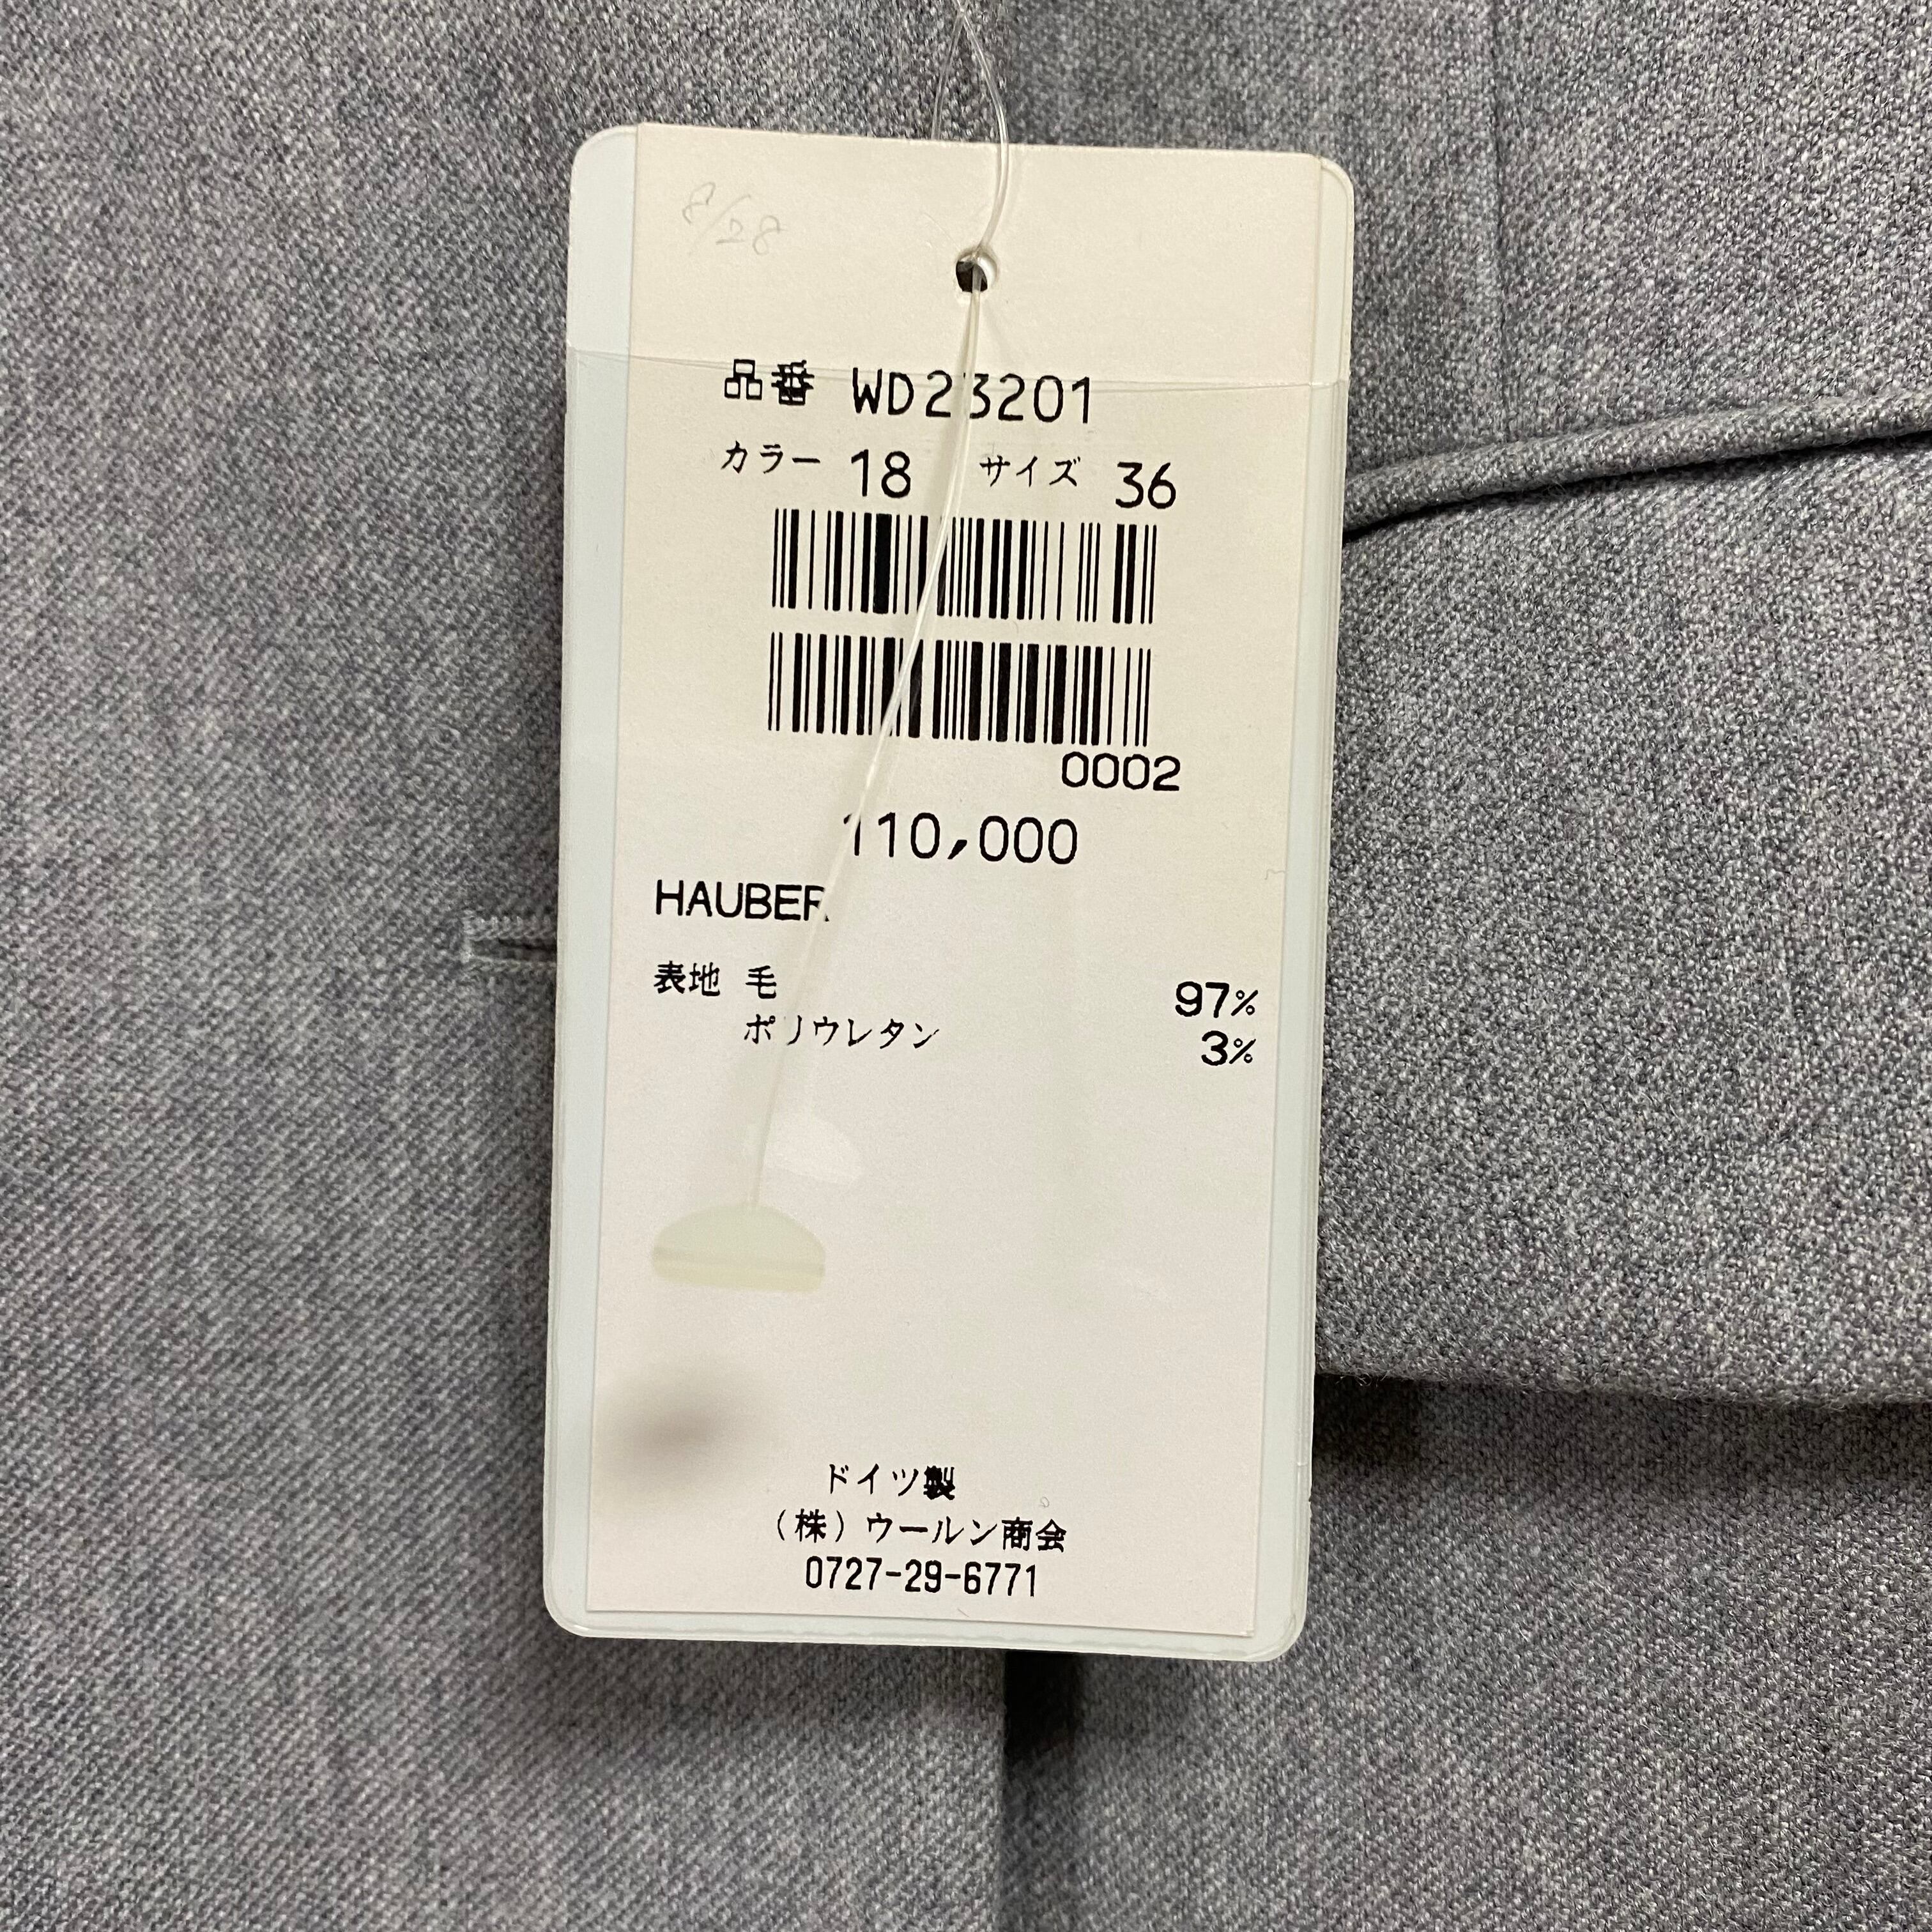 8/28
品番 WD23201
カラー 18 サイズ 36
0002
110,000
HAUBER
表地 毛 97%
ポリウレタン 3%
ドイツ製
(株)ウールン商会
0727-29-6771